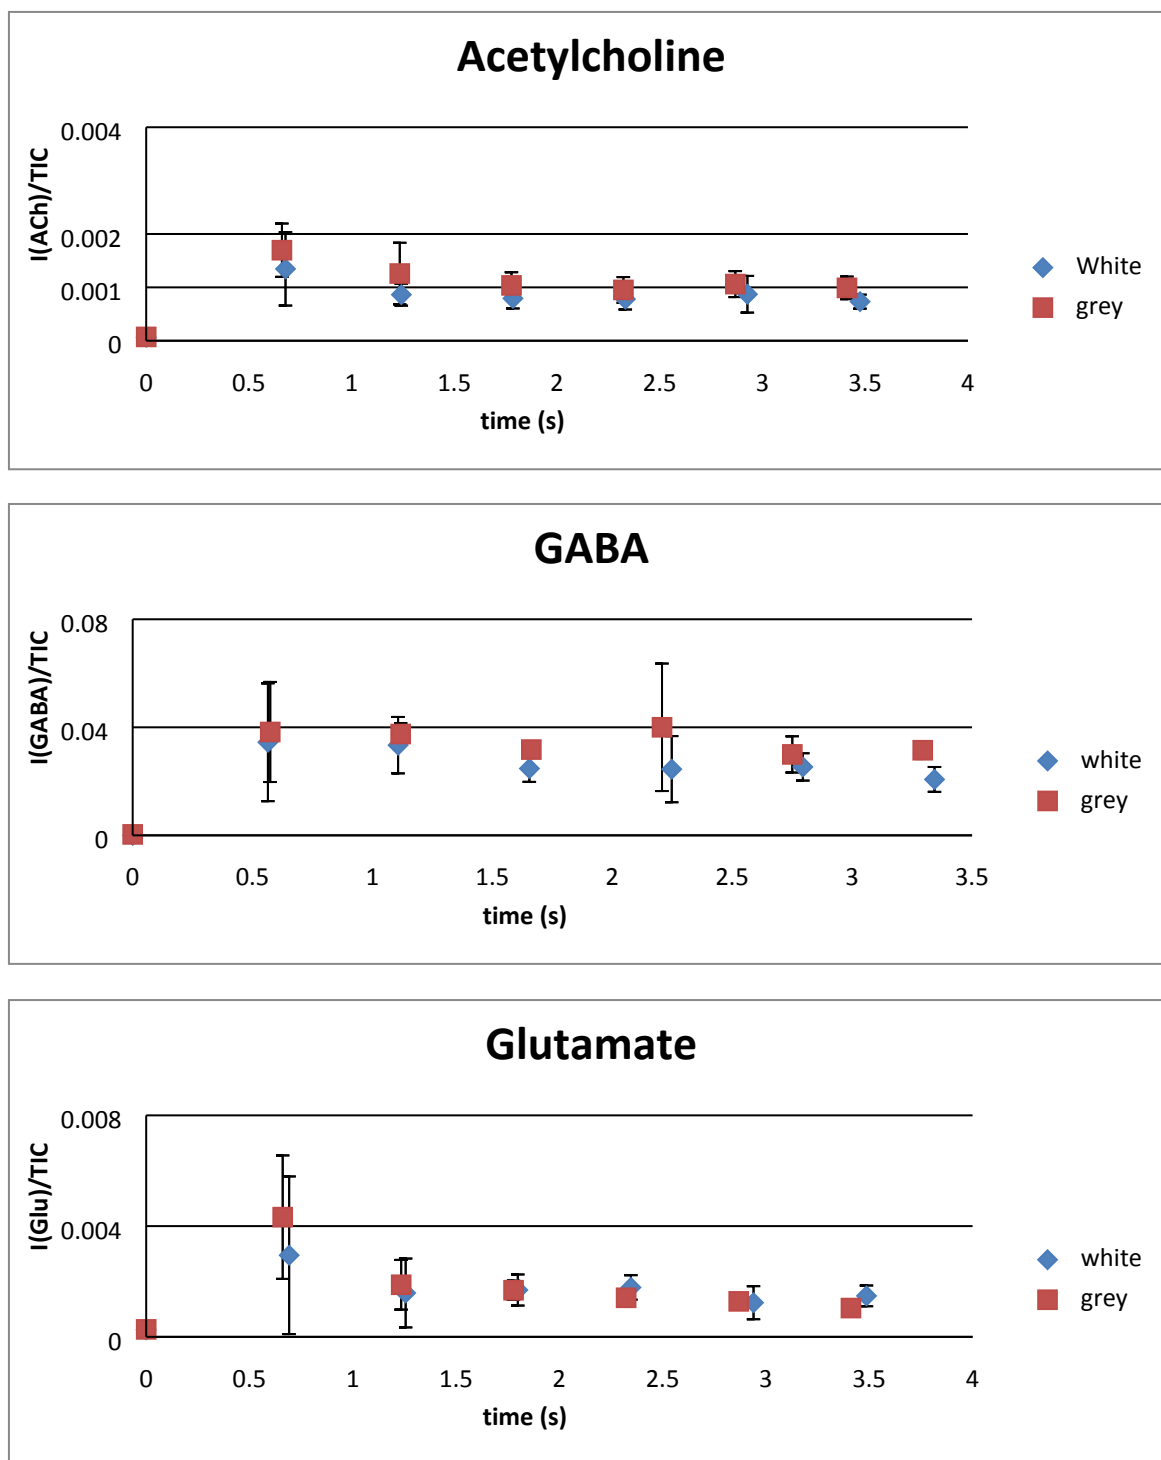 Acetylcholine
I(ACh)/TIC
0.004
0.002
0.001
0
0 0.5 1 1.5 2 2.5 3 3.5 4
time (s)
White
grey
GABA
I(GABA)/TIC
0.08
0.04
0
0 0.5 1 1.5 2 2.5 3 3.5
time (s)
white
grey
Glutamate
I(Glu)/TIC
0.008
0.004
0
0 0.5 1 1.5 2 2.5 3 3.5 4
time (s)
white
grey